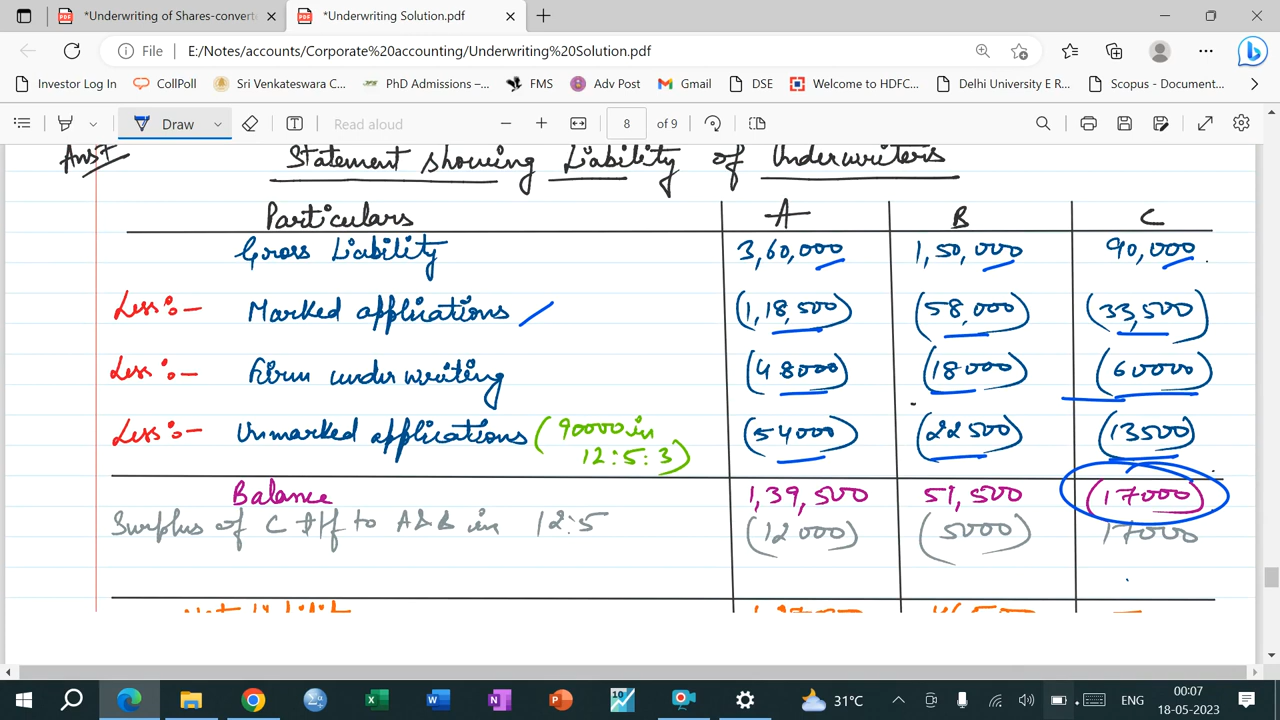 *Underwriting of Shares-converte
*Underwriting Solution.pdf
File E:/Notes/accounts/Corporate%20accounting/Underwriting%20Solution.pdf
Investor Log In CollPoll Sri Venkateswara C... PhD Admissions –... FMS Adv Post Gmail DSE Welcome to HDFC... Delhi University E R... Scopus - Document...
Draw Read aloud 8 of 9
Statement showing Liability of Underwriters
Particulars A B C
Gross Liability 3,60,000 1,50,000 90,000
Less:- Marked applications (1,18,500) (58,000) (33,500)
Less:- Firm underwriting (48000) (18000) (60000)
Less:- Unmarked applications (90000 in (54000) (22500) (13500)
12:5:3)
Balance 1,39,500 51,500 (17000)
Surplus of C tff to A&B in 12:5 (12000) (5000) 17000
31°C ENG 00:07
18-05-2023